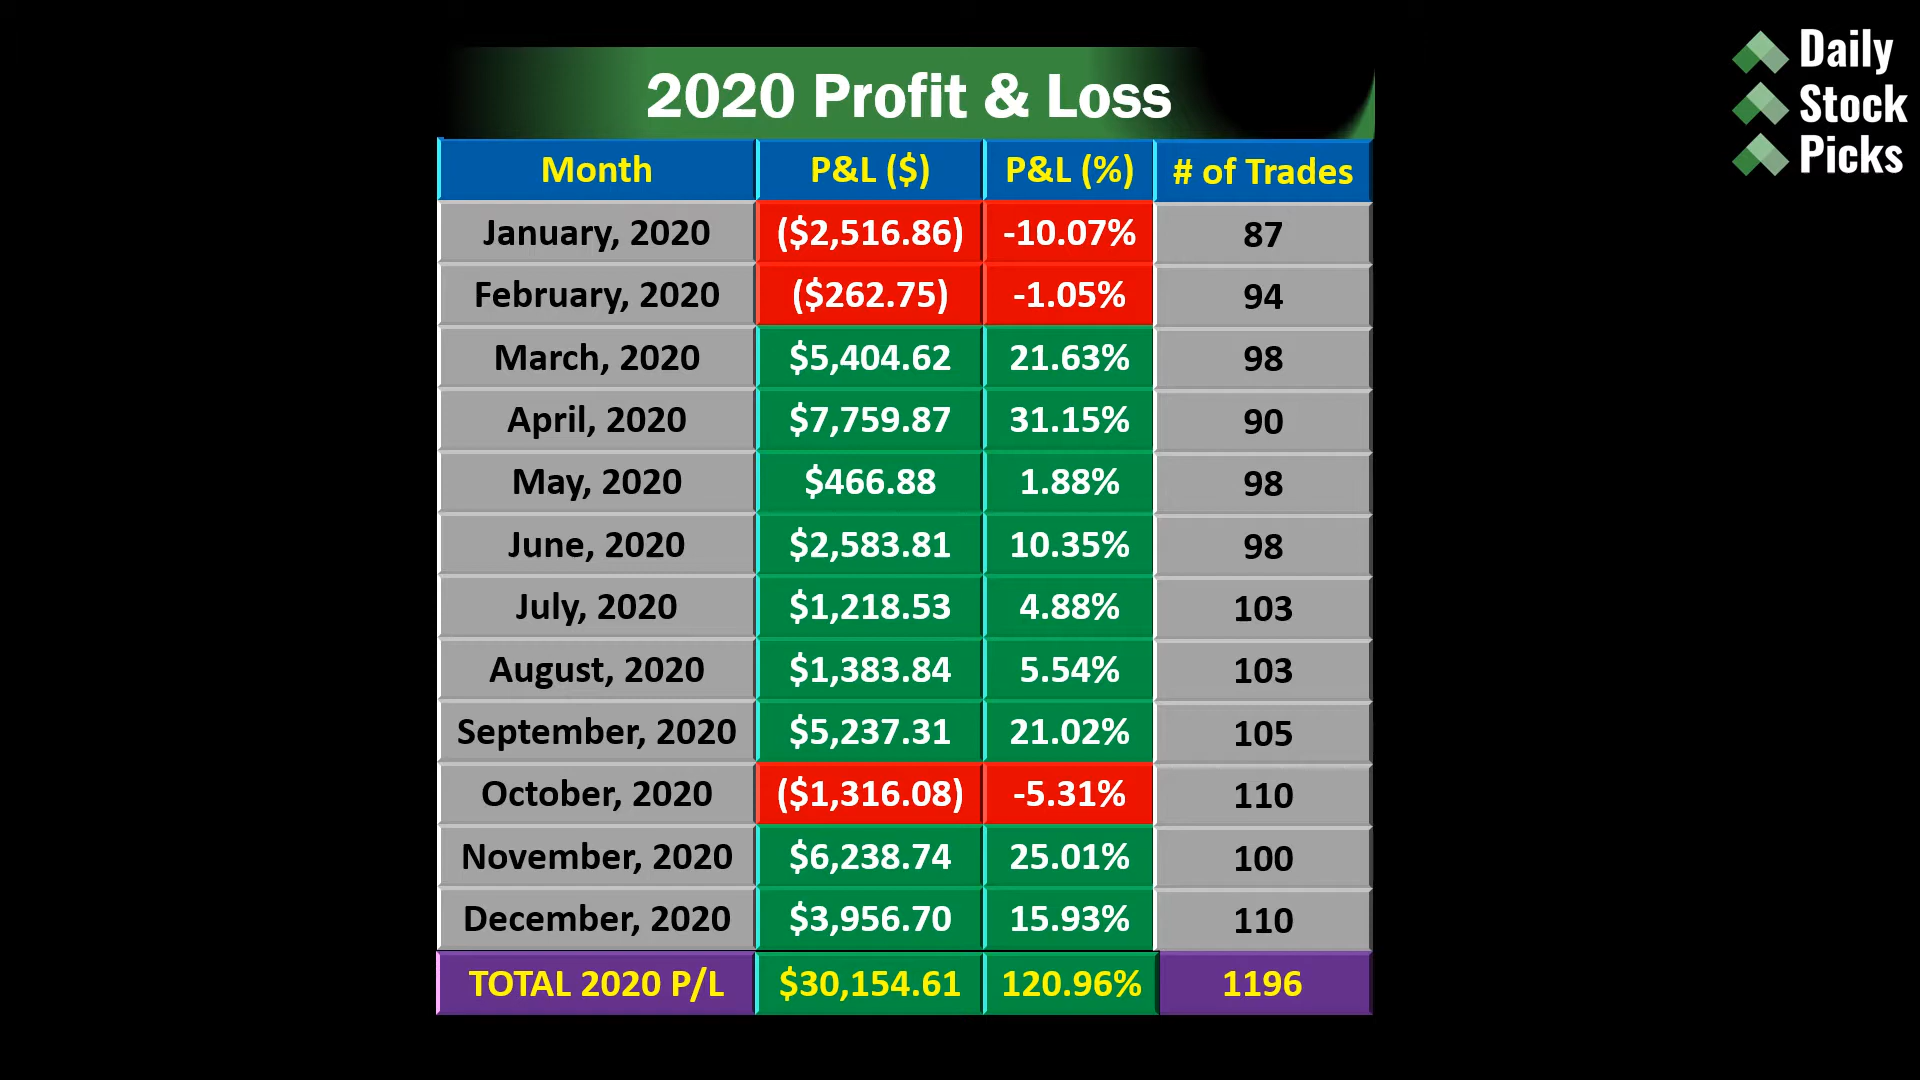 2020 Profit & Loss
Daily
Stock
Picks
Month P&L ($) P&L (%) # of Trades
January, 2020 ($2,516.86) -10.07% 87
February, 2020 ($262.75) -1.05% 94
March, 2020 $5,404.62 21.63% 98
April, 2020 $7,759.87 31.15% 90
May, 2020 $466.88 1.88% 98
June, 2020 $2,583.81 10.35% 98
July, 2020 $1,218.53 4.88% 103
August, 2020 $1,383.84 5.54% 103
September, 2020 $5,237.31 21.02% 105
October, 2020 ($1,316.08) -5.31% 110
November, 2020 $6,238.74 25.01% 100
December, 2020 $3,956.70 15.93% 110
TOTAL 2020 P/L $30,154.61 120.96% 1196